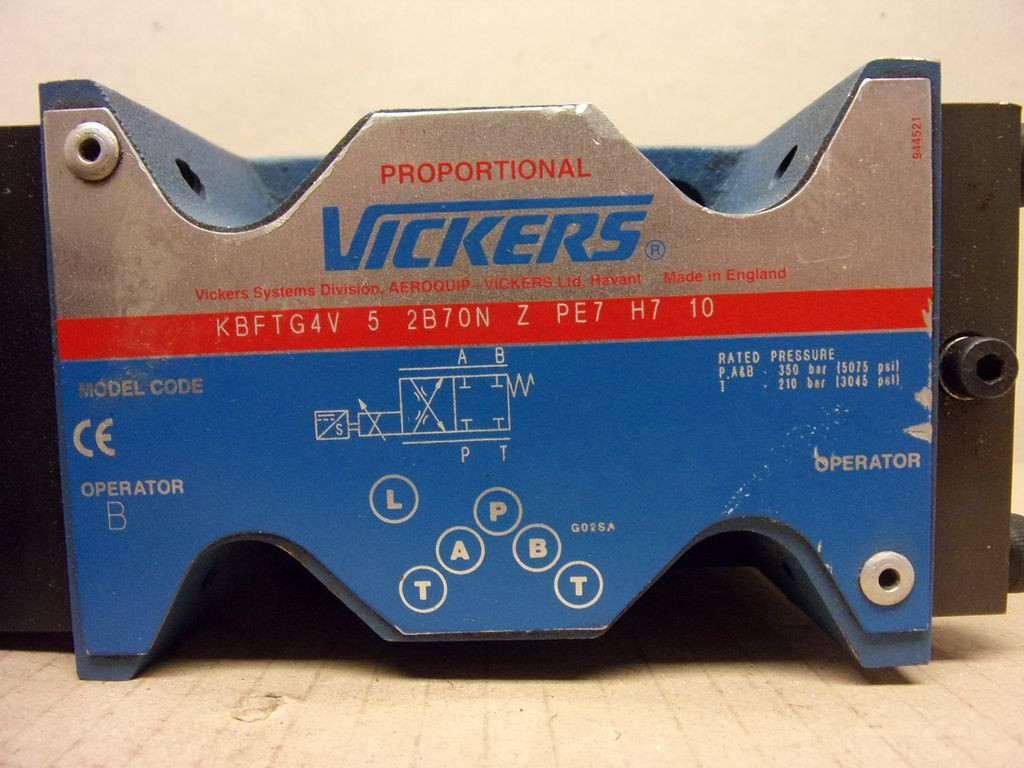 944521
PROPORTIONAL
VICKERS®
Vickers Systems Division, AEROQUIP-VICKERS Ltd. Havant Made in England
KBFTG4V 5 2B70N Z PE7 H7 10
A B
RATED PRESSURE
P.A&B - 350 bar (5075 psi)
T - 210 bar (3045 psi)
MODEL CODE
S
CE
P T
OPERATOR
OPERATOR
B
L
P
G02SA
A
B
T
T